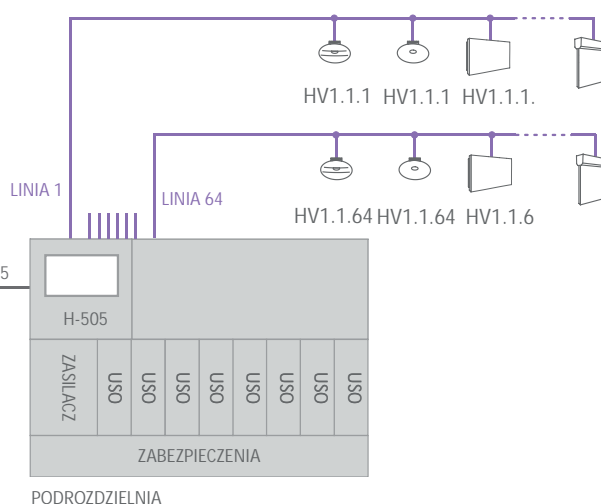 HV1.1.1 HV1.1.1 HV1.1.1.
LINIA 1
LINIA 64
HV1.1.64 HV1.1.64 HV1.1.6
5
H-505
ZASILACZ USO USO USO USO USO USO USO USO
ZABEZPIECZENIA
PODROZDZIELNIA